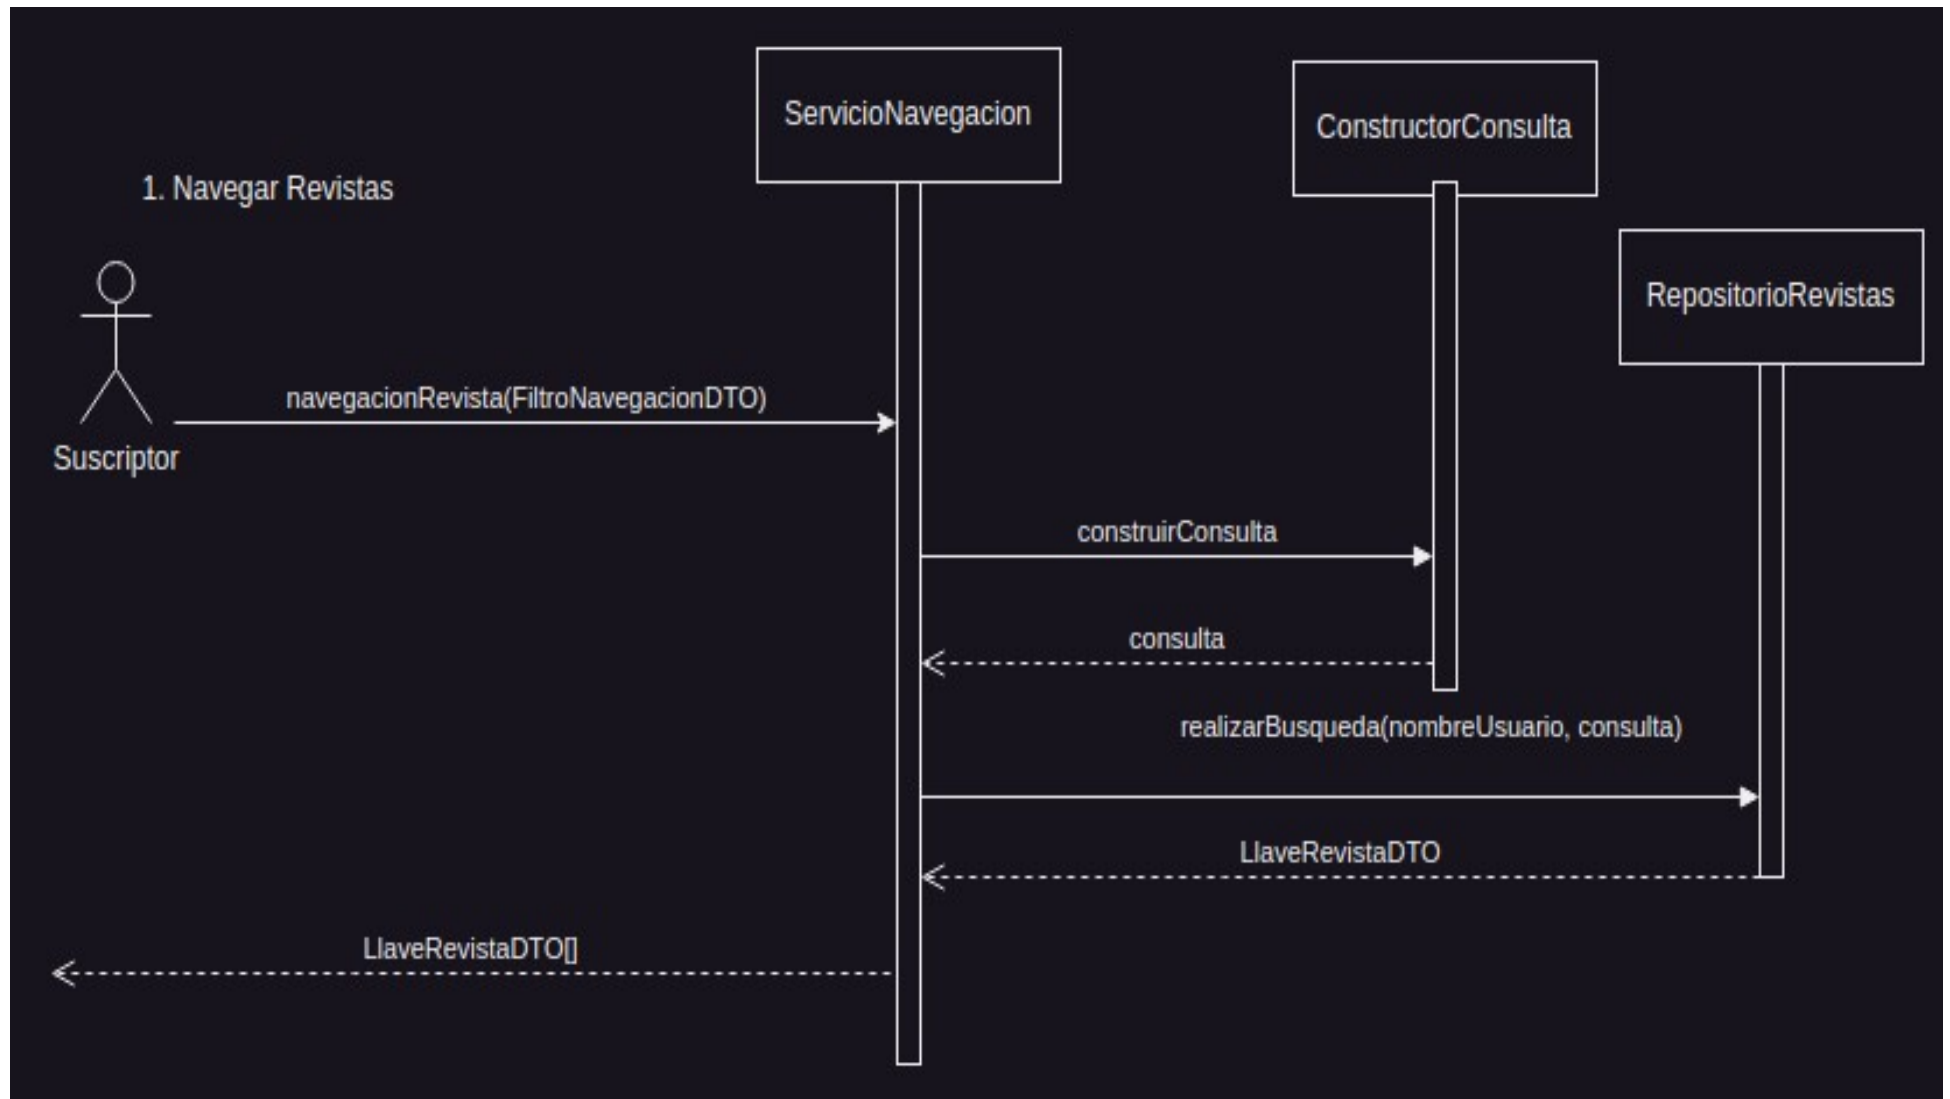 ServicioNavegacion
ConstructorConsulta
1. Navegar Revistas
RepositorioRevistas
navegacionRevista(FiltroNavegacionDTO)
Suscriptor
construirConsulta
consulta
realizarBusqueda(nombreUsuario, consulta)
LlaveRevistaDTO
LlaveRevistaDTO[]